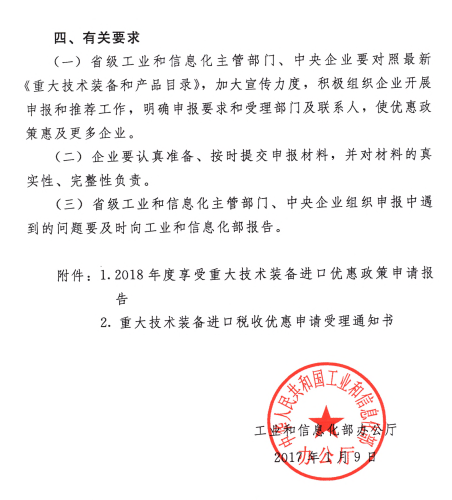 四、有关要求
（一）省级工业和信息化主管部门、中央企业要对照最新
《重大技术装备和产品目录》，加大宣传力度，积极组织企业开展
申报和推荐工作，明确申报要求和受理部门及联系人，使优惠政
策惠及更多企业。
（二）企业要认真准备、按时提交申报材料，并对材料的真
实性、完整性负责。
（三）省级工业和信息化主管部门、中央企业组织申报中遇
到的问题要及时向工业和信息化部报告。
附件：1.2018 年度享受重大技术装备进口优惠政策申请报
告
2. 重大技术装备进口税收优惠申请受理通知书
中华人民共和国工业和信息化部
工业和信息化部办公厅
办公厅
2017 年 1 月 9 日